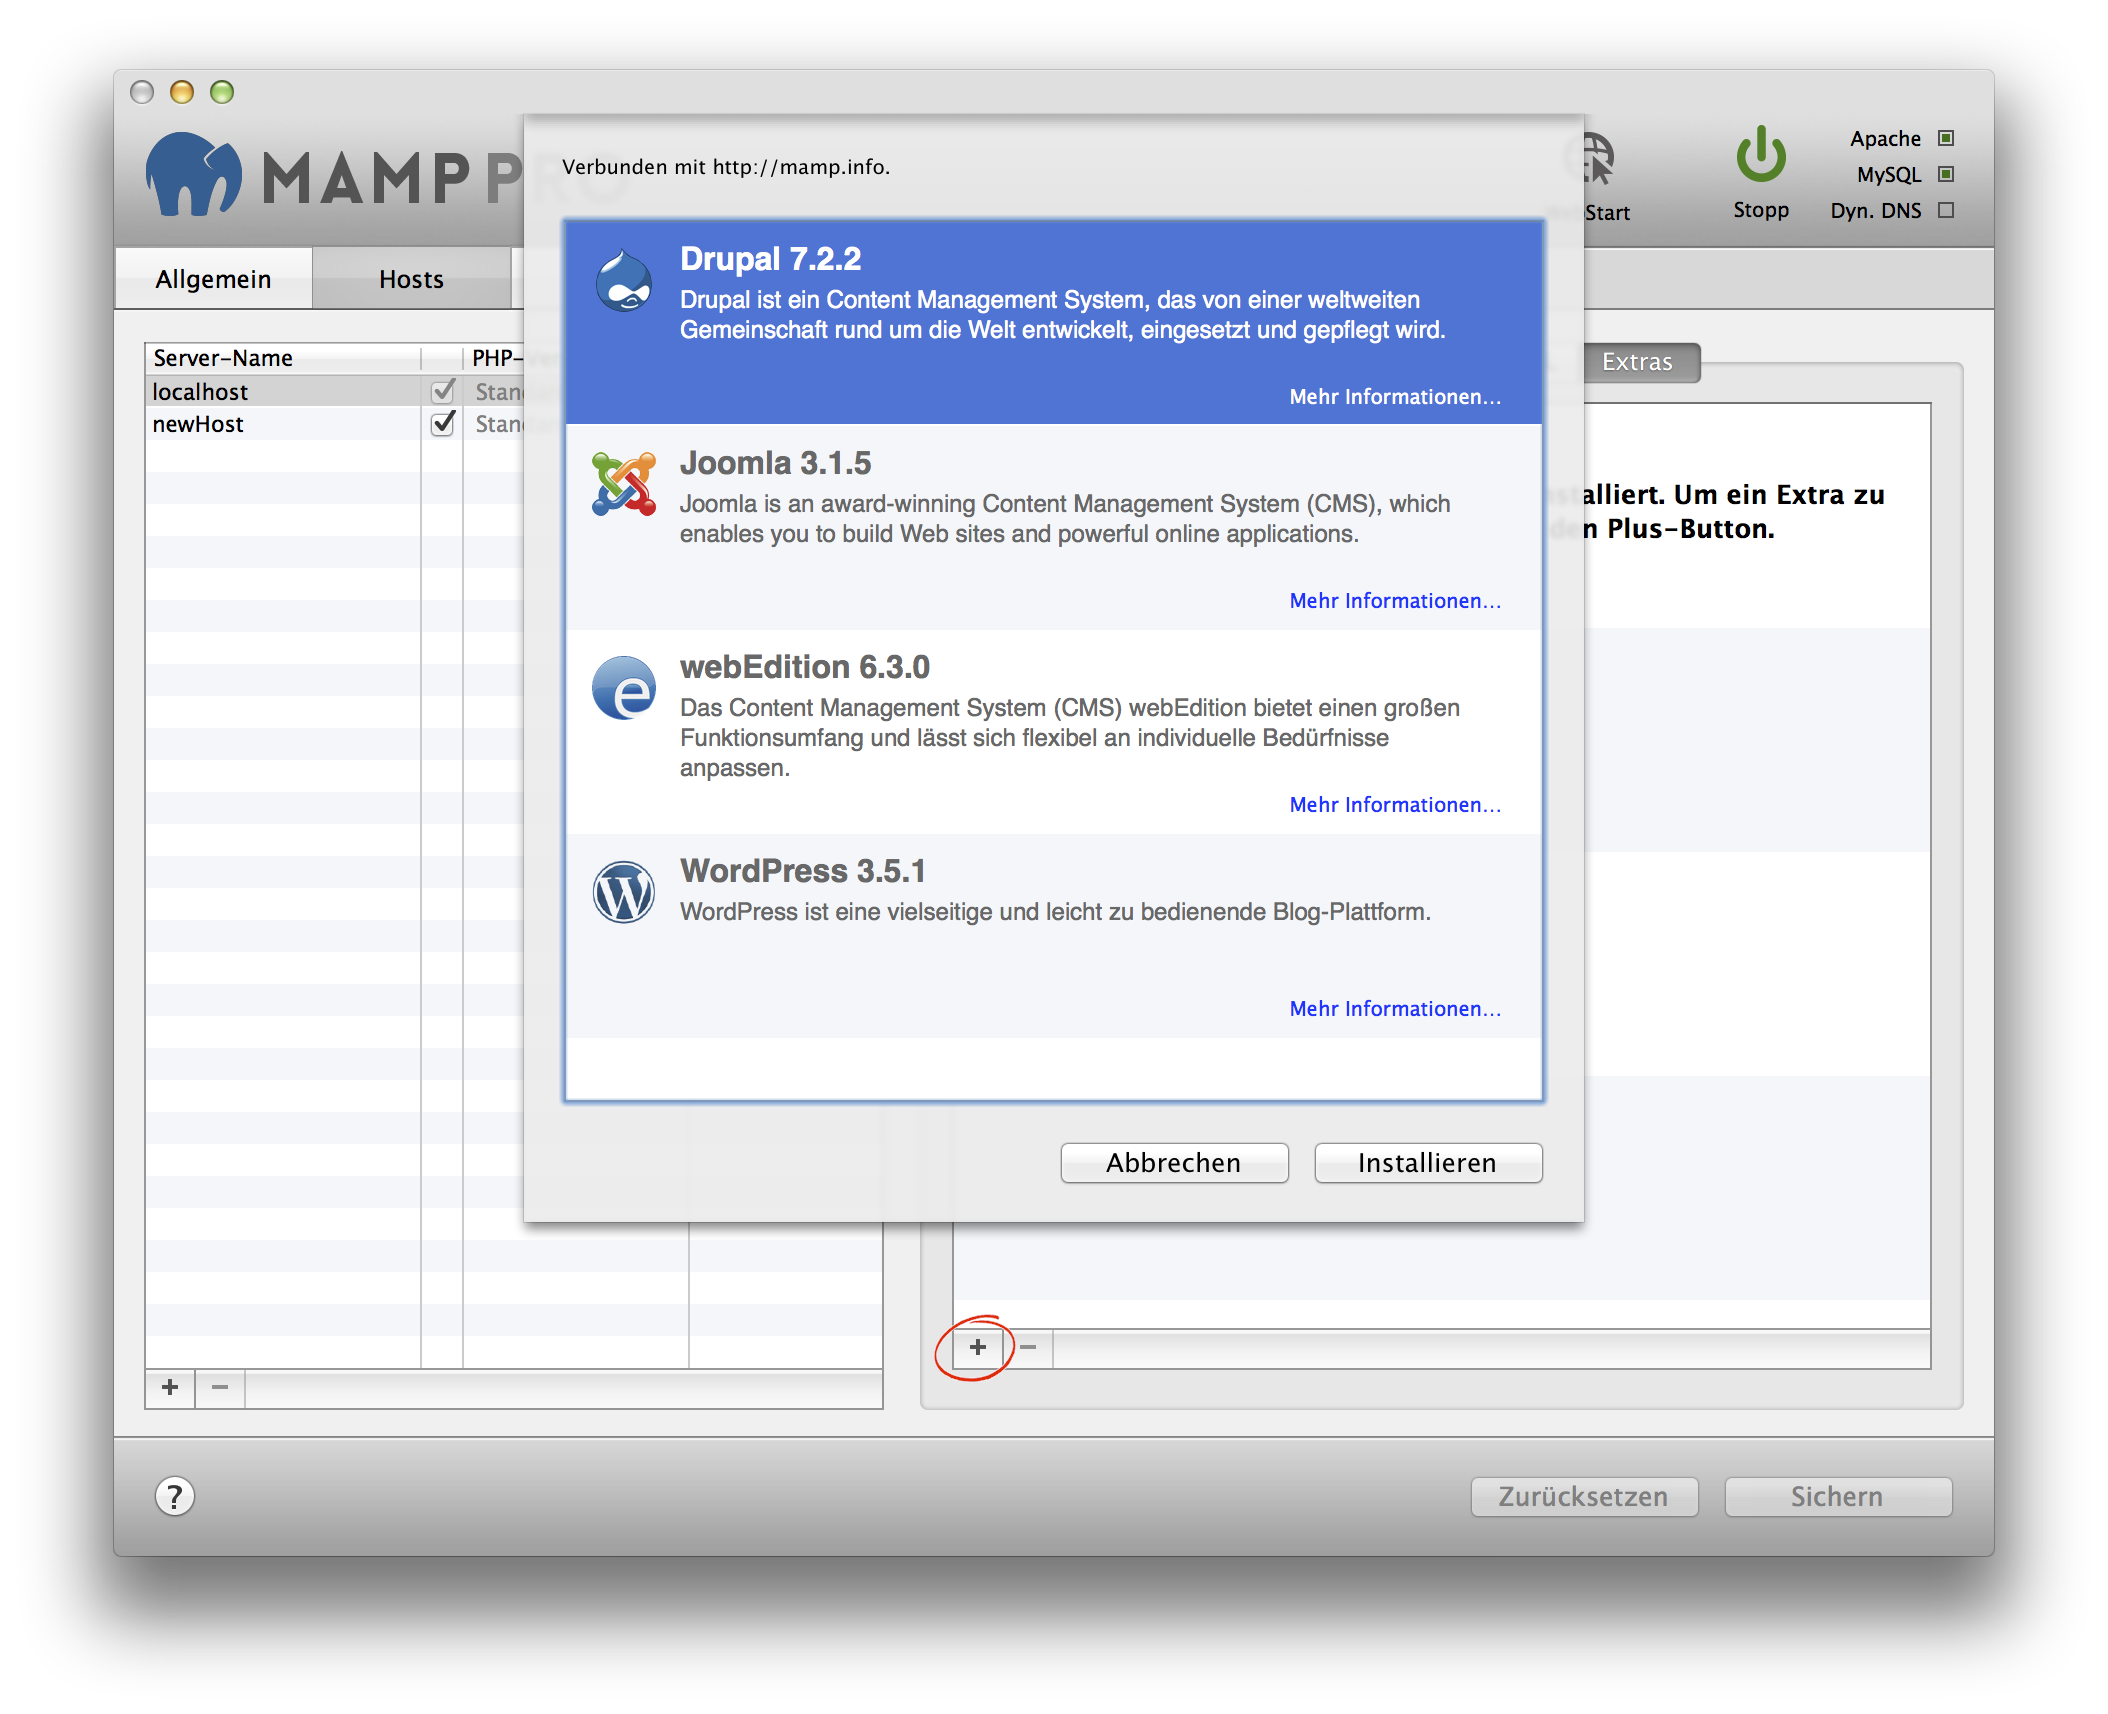 MAMP PRO
Verbunden mit http://mamp.info.
Start
Stopp
Apache
MySQL
Dyn. DNS
Allgemein
Hosts
Extras
Server-Name
PHP-
localhost
newHost
Drupal 7.2.2
Drupal ist ein Content Management System, das von einer weltweiten
Gemeinschaft rund um die Welt entwickelt, eingesetzt und gepflegt wird.
Mehr Informationen...
Joomla 3.1.5
Joomla is an award-winning Content Management System (CMS), which
enables you to build Web sites and powerful online applications.
Mehr Informationen...
webEdition 6.3.0
Das Content Management System (CMS) webEdition bietet einen großen
Funktionsumfang und lässt sich flexibel an individuelle Bedürfnisse
anpassen.
Mehr Informationen...
WordPress 3.5.1
WordPress ist eine vielseitige und leicht zu bedienende Blog-Plattform.
Mehr Informationen...
Um ein Extra zu
den Plus-Button.
Abbrechen
Installieren
?
Zurücksetzen
Sichern